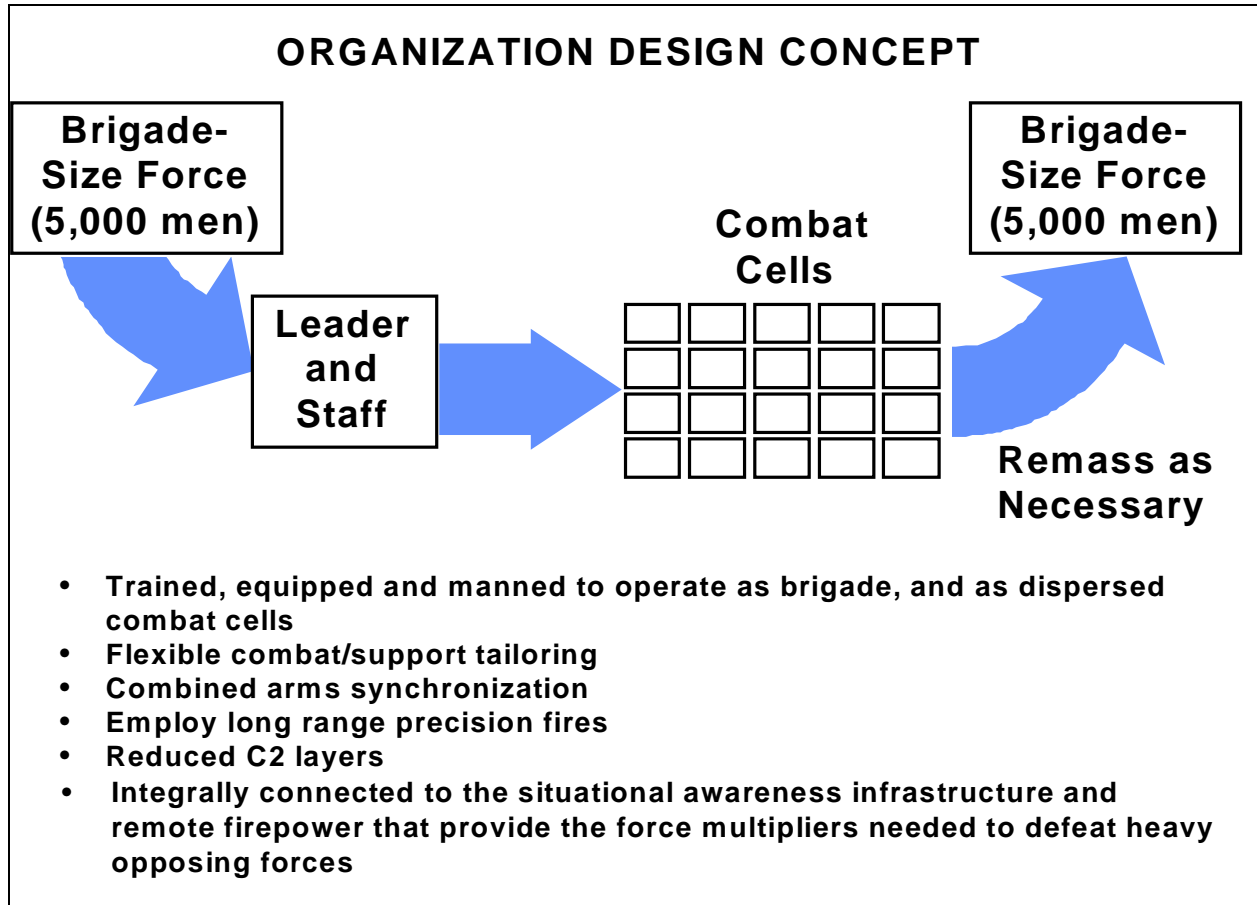 ORGANIZATION DESIGN CONCEPT
Brigade-
Size Force
(5,000 men)
Leader
and
Staff
Combat
Cells
Brigade-
Size Force
(5,000 men)
Remass as
Necessary
• Trained, equipped and manned to operate as brigade, and as dispersed
combat cells
• Flexible combat/support tailoring
• Combined arms synchronization
• Employ long range precision fires
• Reduced C2 layers
• Integrally connected to the situational awareness infrastructure and
remote firepower that provide the force multipliers needed to defeat heavy
opposing forces